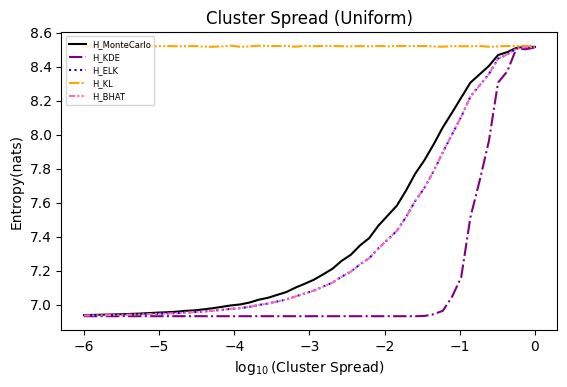 Cluster Spread (Uniform)
8.6
8.4
8.2
8.0
7.8
7.6
7.4
7.2
7.0
Entropy(nats)
H_MonteCarlo
H_KDE
H_ELK
H_KL
H_BHAT
−6 −5 −4 −3 −2 −1 0
log₁₀(Cluster Spread)